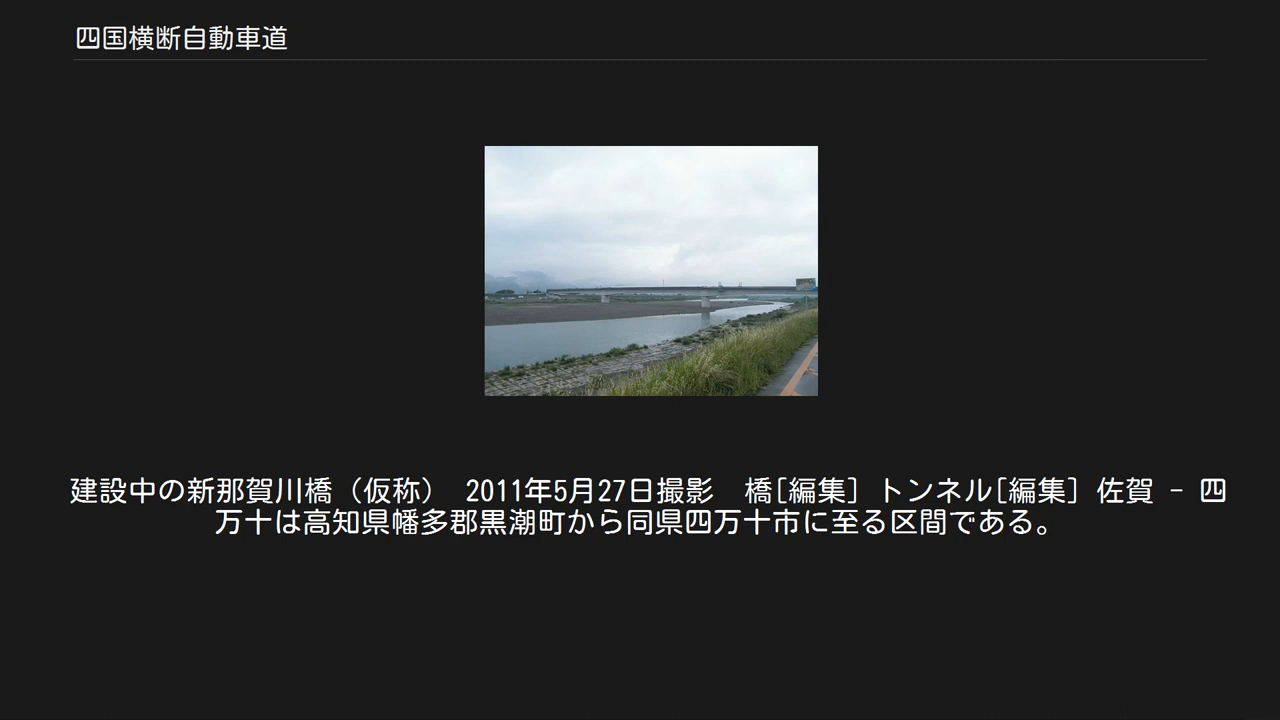 四国横断自動車道
建設中の新那賀川橋（仮称） 2011年5月27日撮影　橋[編集] トンネル[編集] 佐賀 - 四
万十は高知県幡多郡黒潮町から同県四万十市に至る区間である。